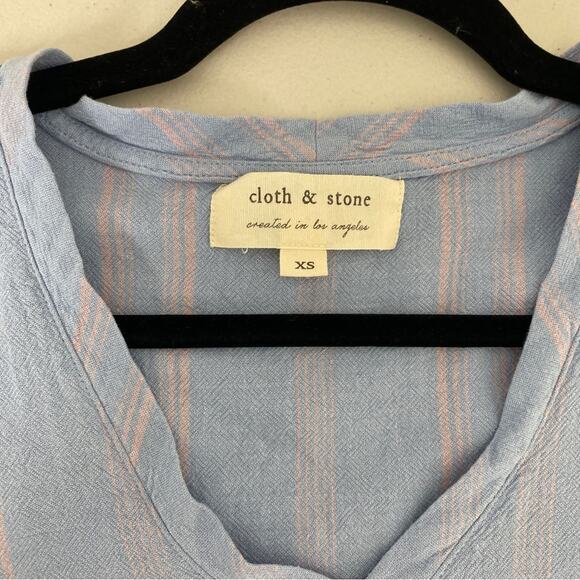 cloth & stone
created in los angeles
XS